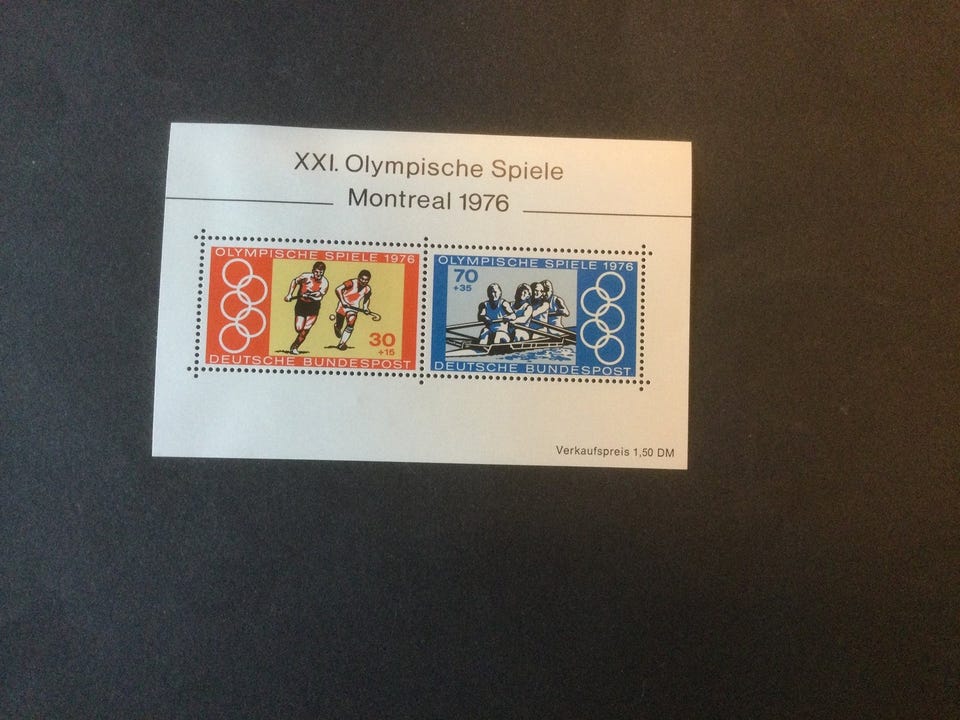 XXI. Olympische Spiele
Montreal 1976
OLYMPISCHE SPIELE 1976
30
+15
DEUTSCHE BUNDESPOST
OLYMPISCHE SPIELE 1976
70
+35
DEUTSCHE BUNDESPOST
Verkaufspreis 1,50 DM